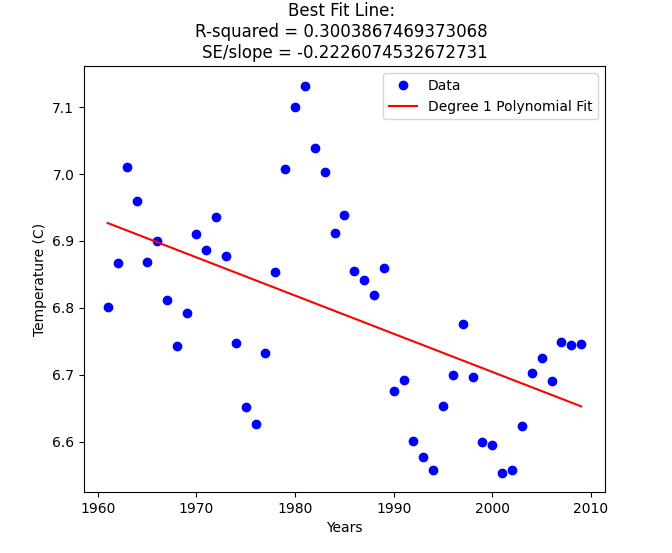 Best Fit Line:
R-squared = 0.3003867469373068
SE/slope = -0.2226074532672731
Data
Degree 1 Polynomial Fit
7.1
7.0
6.9
6.8
6.7
6.6
Temperature (C)
1960 1970 1980 1990 2000 2010
Years